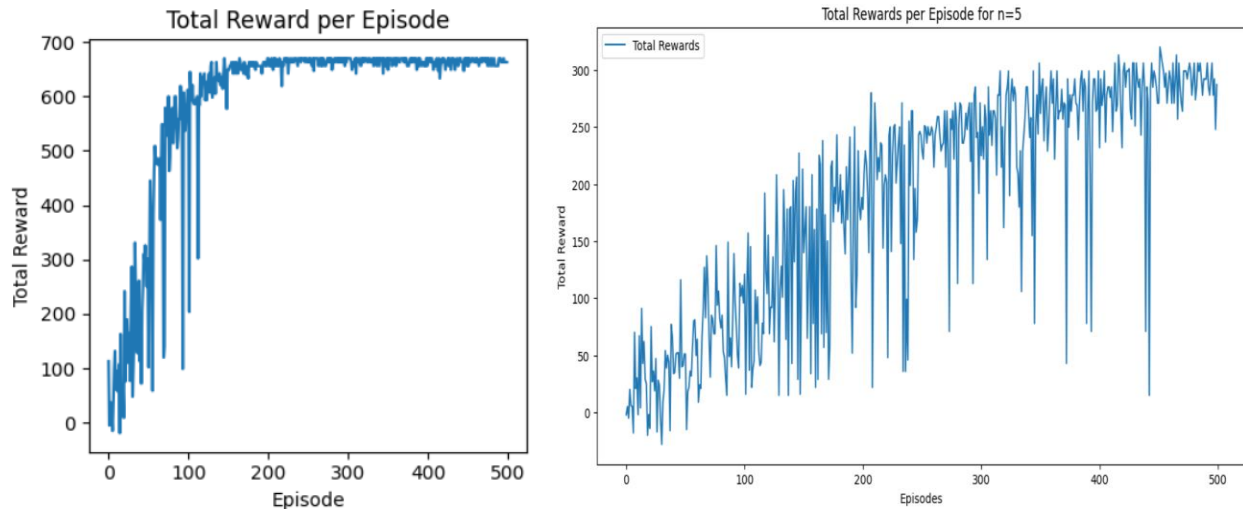 Total Reward per Episode
700
600
500
400
300
200
100
0
Total Reward
0 100 200 300 400 500
Episode
Total Rewards per Episode for n=5
Total Rewards
300
250
200
150
100
50
0
Total Reward
0 100 200 300 400 500
Episodes